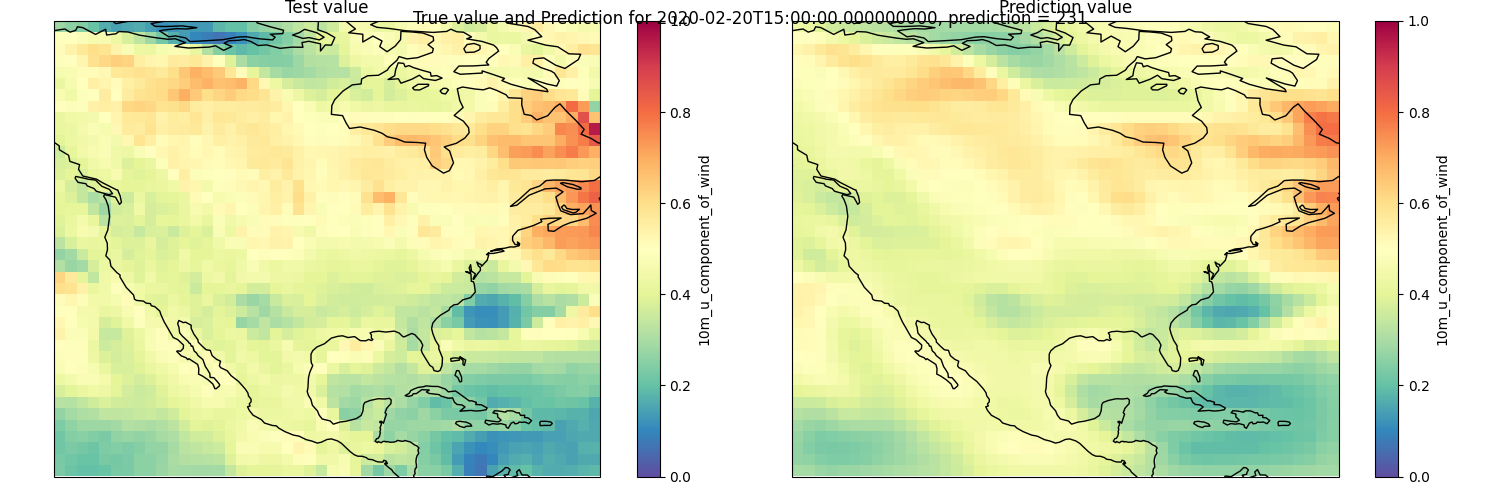 Test value
Prediction value
True value and Prediction for 2020-02-20T15:00:00.000000000, prediction = 231
1.0
0.8
0.6
0.4
0.2
0.0
10m_u_component_of_wind
1.0
0.8
0.6
0.4
0.2
0.0
10m_u_component_of_wind